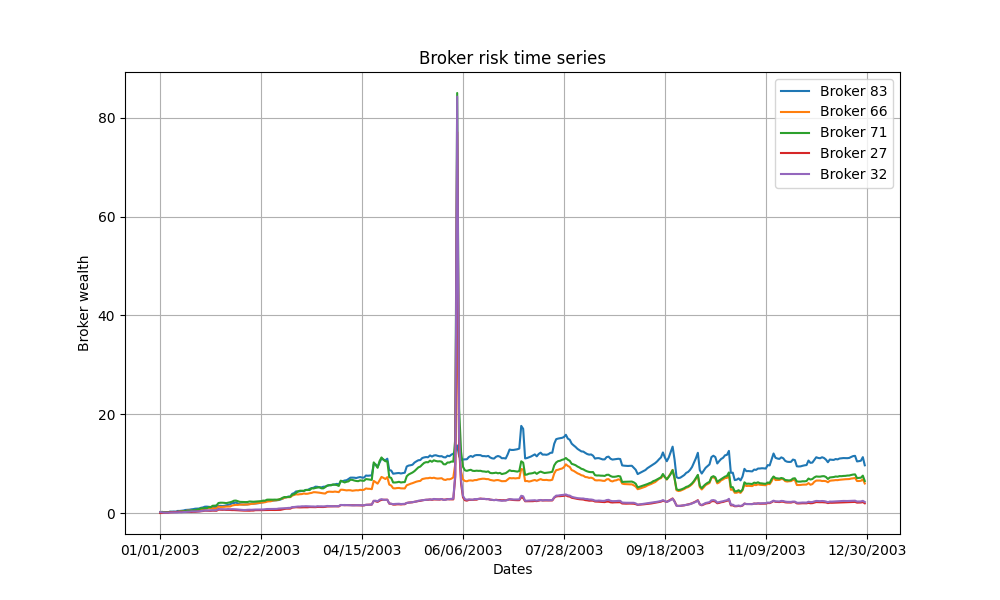 Broker risk time series
Broker 83
Broker 66
Broker 71
Broker 27
Broker 32
Broker wealth
80
60
40
20
0
01/01/2003 02/22/2003 04/15/2003 06/06/2003 07/28/2003 09/18/2003 11/09/2003 12/30/2003
Dates